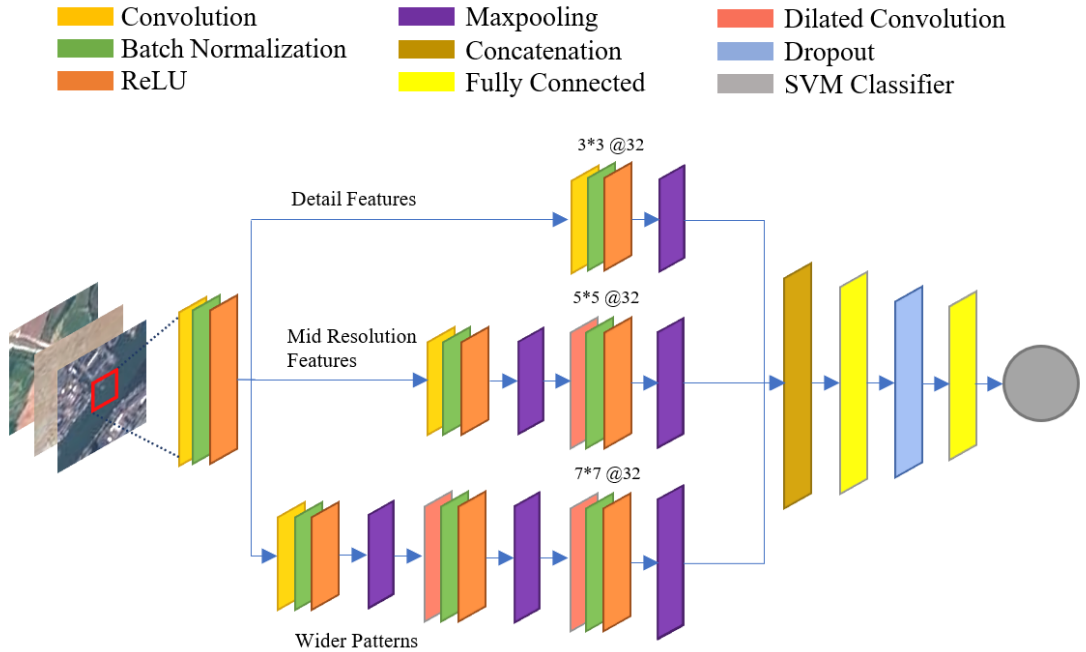 Convolution
Batch Normalization
ReLU
Maxpooling
Concatenation
Fully Connected
Dilated Convolution
Dropout
SVM Classifier
3*3 @32
Detail Features
5*5 @32
Mid Resolution
Features
7*7 @32
Wider Patterns